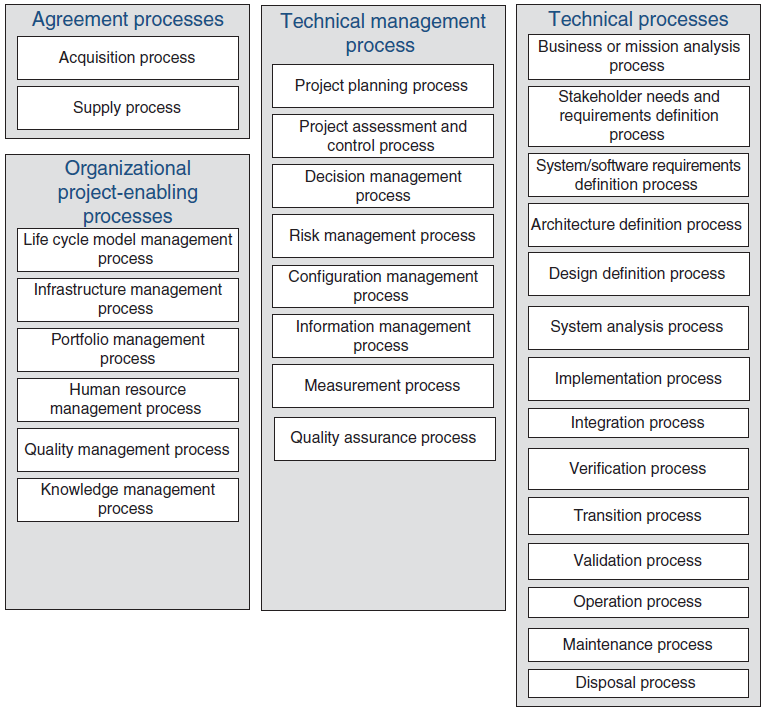 Agreement processes
Acquisition process
Supply process
Organizational
project-enabling
processes
Life cycle model management
process
Infrastructure management
process
Portfolio management
process
Human resource
management process
Quality management process
Knowledge management
process
Technical management
process
Project planning process
Project assessment and
control process
Decision management
process
Risk management process
Configuration management
process
Information management
process
Measurement process
Quality assurance process
Technical processes
Business or mission analysis
process
Stakeholder needs and
requirements definition
process
System/software requirements
definition process
Architecture definition process
Design definition process
System analysis process
Implementation process
Integration process
Verification process
Transition process
Validation process
Operation process
Maintenance process
Disposal process